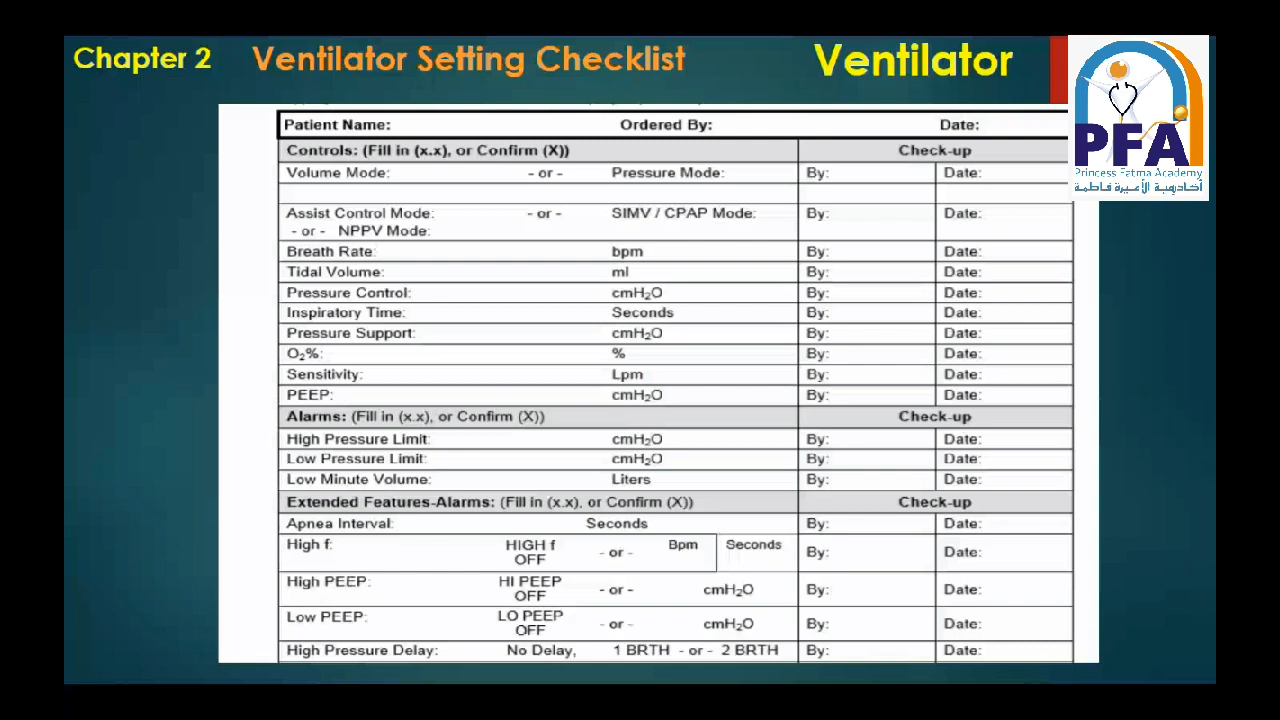 Chapter 2 Ventilator Setting Checklist Ventilator
PFA
Princess Fatma Academy
أكاديمية الأميرة فاطمة
Patient Name: Ordered By: Date:
Controls: (Fill in (x.x), or Confirm (X)) Check-up
Volume Mode: - or - Pressure Mode: By: Date:
Assist Control Mode: - or - SIMV / CPAP Mode: By: Date:
- or - NPPV Mode:
Breath Rate: bpm By: Date:
Tidal Volume: ml By: Date:
Pressure Control: cmH₂O By: Date:
Inspiratory Time: Seconds By: Date:
Pressure Support: cmH₂O By: Date:
O₂%: % By: Date:
Sensitivity: Lpm By: Date:
PEEP: cmH₂O By: Date:
Alarms: (Fill in (x.x), or Confirm (X)) Check-up
High Pressure Limit: cmH₂O By: Date:
Low Pressure Limit: cmH₂O By: Date:
Low Minute Volume: Liters By: Date:
Extended Features-Alarms: (Fill in (x.x), or Confirm (X)) Check-up
Apnea Interval: Seconds By: Date:
High f: HIGH f OFF - or - Bpm Seconds By: Date:
High PEEP: HI PEEP OFF - or - cmH₂O By: Date:
Low PEEP: LO PEEP OFF - or - cmH₂O By: Date:
High Pressure Delay: No Delay, 1 BRTH - or - 2 BRTH By: Date: